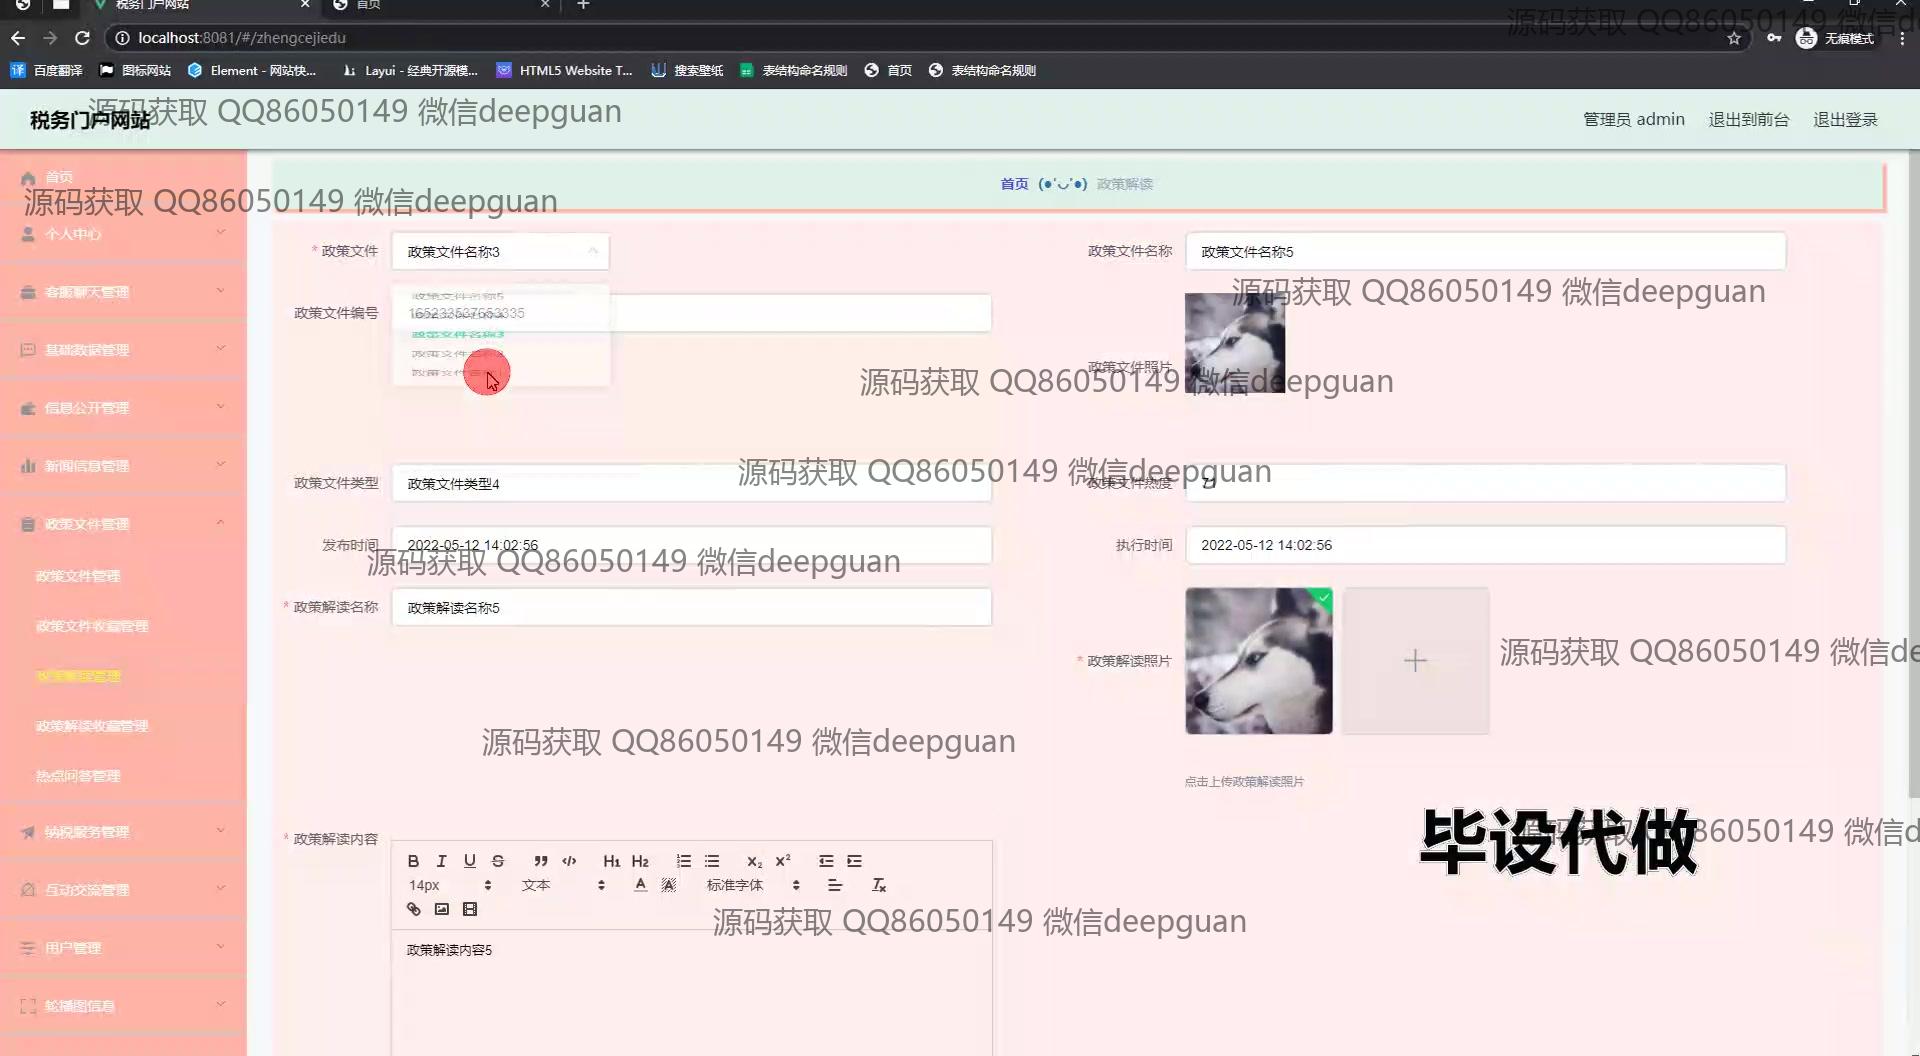 税务门户网站
首页
localhost:8081/#/zhengcejiedu
无痕模式
百度翻译
图标网站
Element - 网站快...
Layui - 经典开源模...
HTML5 Website T...
搜索壁纸
表结构命名规则
首页
表结构命名规则
源码获取 QQ86050149 微信d
税务门户网站
源码获取 QQ86050149 微信deepguan
管理员 admin
退出到前台
退出登录
首页
源码获取 QQ86050149 微信deepguan
个人中心
客服聊天管理
基础数据管理
信息公开管理
新闻信息管理
政策文件管理
政策文件管理
政策文件收藏管理
政策解读管理
政策解读收藏管理
热点问答管理
纳税服务管理
互动交流管理
用户管理
轮播图信息
首页 (●'◡'●) 政策解读
* 政策文件
政策文件名称3
政策文件名称
政策文件名称5
源码获取 QQ86050149 微信deepguan
政策文件编号
政策文件名称5
165233537653335
政策文件名称3
政策文件照片
源码获取 QQ86050149 微信deepguan
源码获取 QQ86050149 微信deepguan
政策文件类型
政策文件类型4
政策文件热度
71
发布时间
2022-05-12 14:02:56
执行时间
2022-05-12 14:02:56
源码获取 QQ86050149 微信deepguan
* 政策解读名称
政策解读名称5
* 政策解读照片
源码获取 QQ86050149 微信de
源码获取 QQ86050149 微信deepguan
点击上传政策解读照片
毕设代做
86050149 微信d
* 政策解读内容
B I U S H1 H2 x2 x2
14px
文本
A
标准字体
Tx
源码获取 QQ86050149 微信deepguan
政策解读内容5